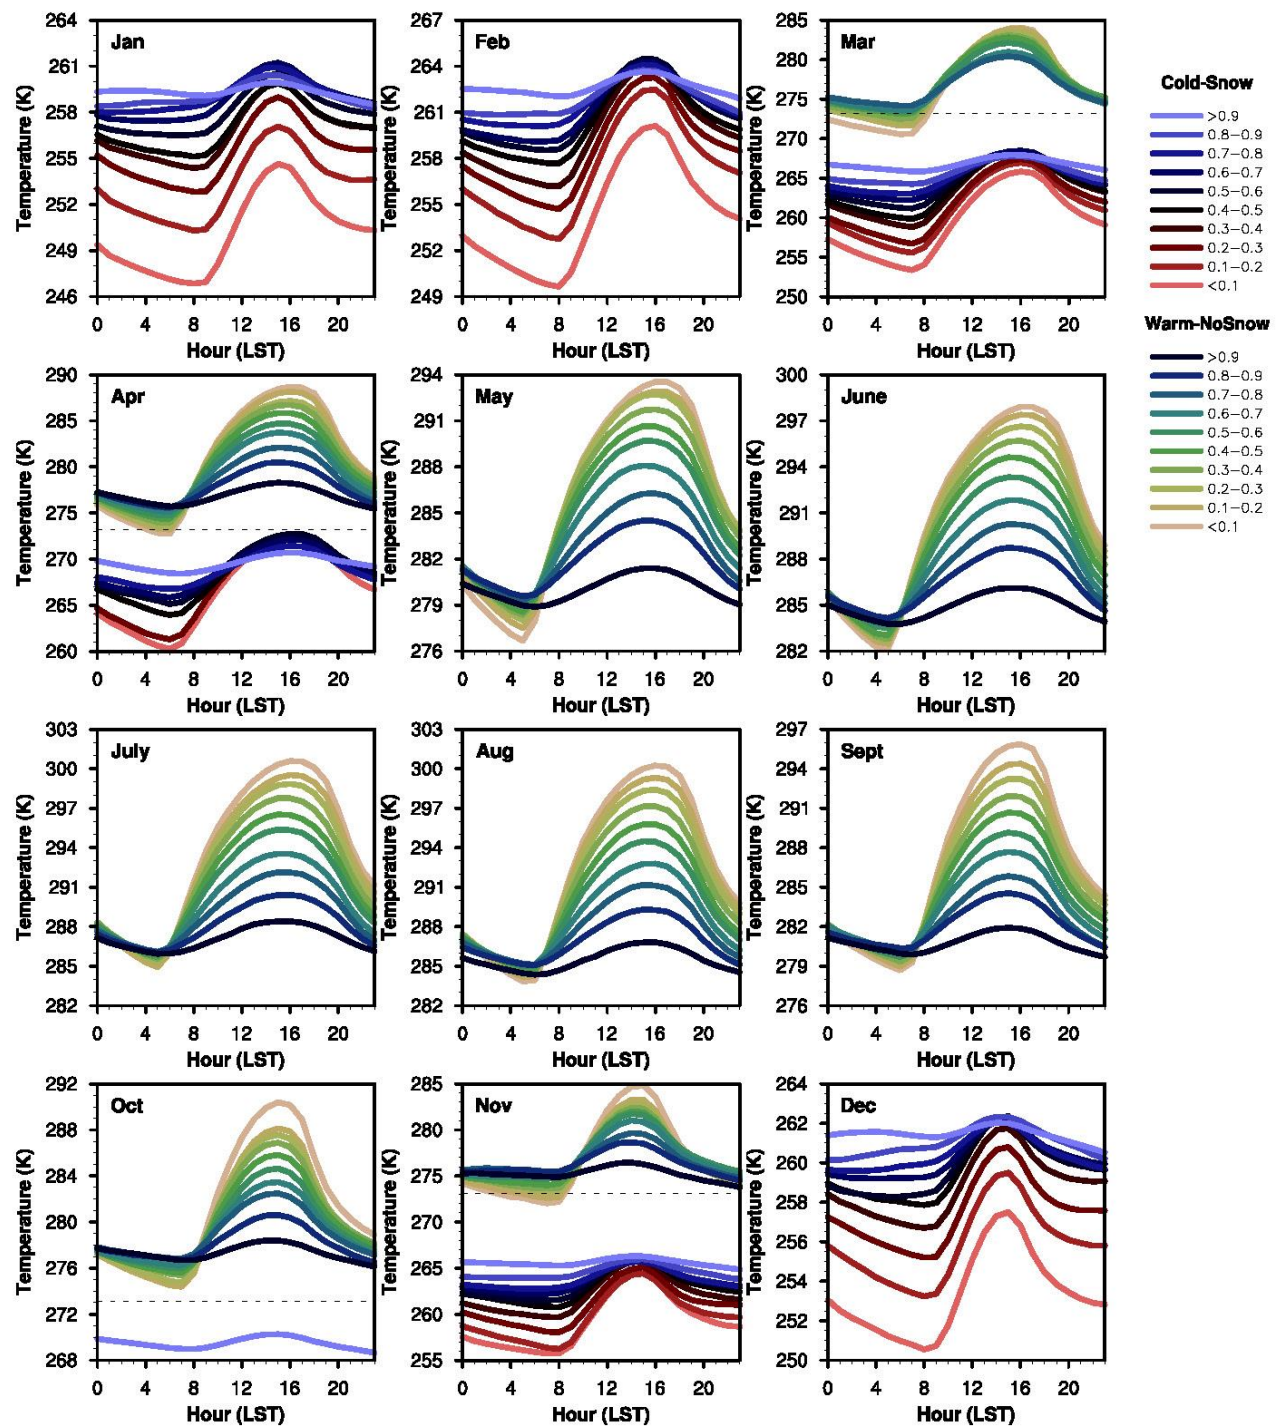 Jan
Temperature (K)
264
261
258
255
252
249
246
0 4 8 12 16 20
Hour (LST)
Feb
Temperature (K)
267
264
261
258
255
252
249
0 4 8 12 16 20
Hour (LST)
Mar
Temperature (K)
285
280
275
270
265
260
255
250
0 4 8 12 16 20
Hour (LST)
Cold-Snow
>0.9
0.8-0.9
0.7-0.8
0.6-0.7
0.5-0.6
0.4-0.5
0.3-0.4
0.2-0.3
0.1-0.2
<0.1
Warm-NoSnow
>0.9
0.8-0.9
0.7-0.8
0.6-0.7
0.5-0.6
0.4-0.5
0.3-0.4
0.2-0.3
0.1-0.2
<0.1
Apr
Temperature (K)
290
285
280
275
270
265
260
0 4 8 12 16 20
Hour (LST)
May
Temperature (K)
294
291
288
285
282
279
276
0 4 8 12 16 20
Hour (LST)
June
Temperature (K)
300
297
294
291
288
285
282
0 4 8 12 16 20
Hour (LST)
July
Temperature (K)
303
300
297
294
291
288
285
282
0 4 8 12 16 20
Hour (LST)
Aug
Temperature (K)
303
300
297
294
291
288
285
282
0 4 8 12 16 20
Hour (LST)
Sept
Temperature (K)
297
294
291
288
285
282
279
276
0 4 8 12 16 20
Hour (LST)
Oct
Temperature (K)
292
288
284
280
276
272
268
0 4 8 12 16 20
Hour (LST)
Nov
Temperature (K)
285
280
275
270
265
260
255
0 4 8 12 16 20
Hour (LST)
Dec
Temperature (K)
264
262
260
258
256
254
252
250
0 4 8 12 16 20
Hour (LST)